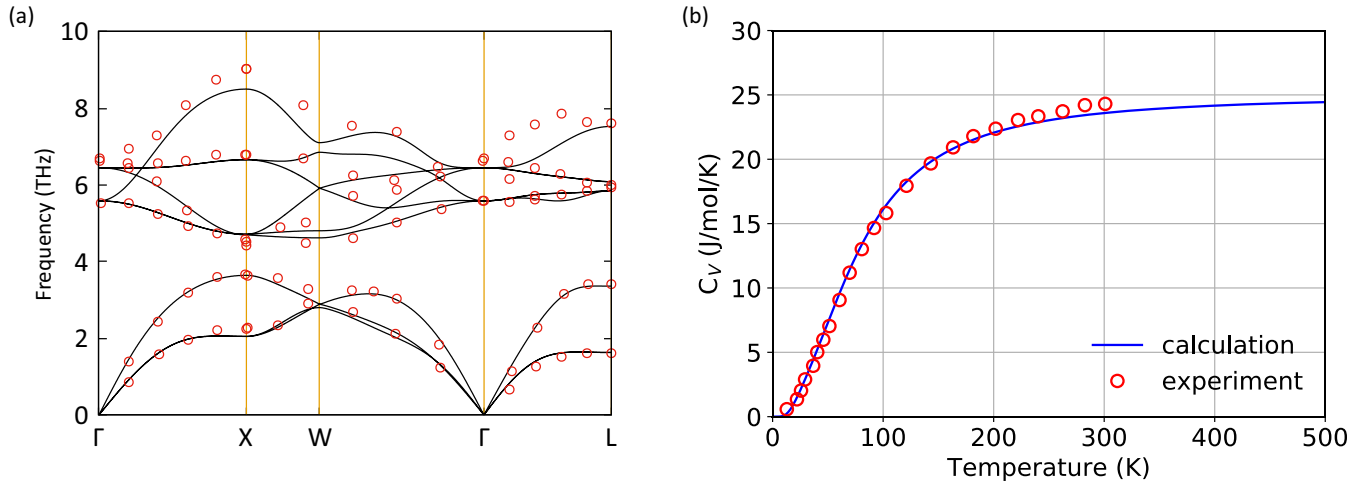 (a)
10
8
6
4
2
0
Frequency (THz)
Γ X W Γ L
(b)
30
25
20
15
10
5
0
C_V (J/mol/K)
calculation
experiment
0 100 200 300 400 500
Temperature (K)